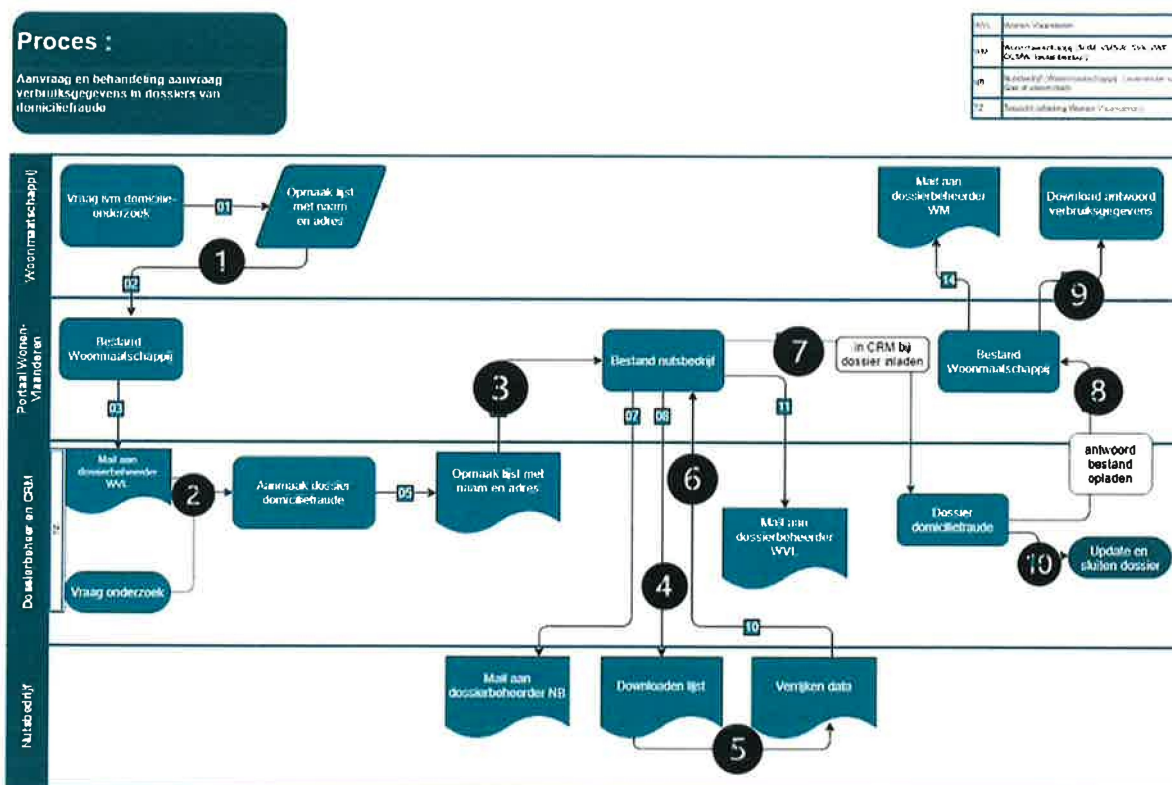 Proces :
Aanvraag en behandeling aanvraag
verbruiksgegevens in dossiers van
domiciliefraude
WVL
Wonen Vlaanderen
TZ
Woonmaatschappij
Vraag ivm domicilie-
onderzoek
01
Opmaak lijst
met naam
en adres
1
02
Mail aan
dossierbeheerder
WM
Download antwoord
verbruiksgegevens
14
9
Portaal Wonen-
Vlaanderen
Bestand
Woonmaatschappij
03
3
Bestand nutsbedrijf
7
in CRM bij
dossier inladen
Bestand
Woonmaatschappij
8
07
08
11
Dossierbeheer en CRM
TZ
Mail aan
dossierbeheerder
WVL
2
Aanmaak dossier
domiciliefraude
05
Opmaak lijst met
naam en adres
6
antwoord
bestand
opladen
Mail aan
dossierbeheerder
WVL
Dossier
domiciliefraude
10
Update en
sluiten dossier
Vraag onderzoek
4
10
Nutsbedrijf
Mail aan
dossierbeheerder NB
Downloaden lijst
Verrijken data
5